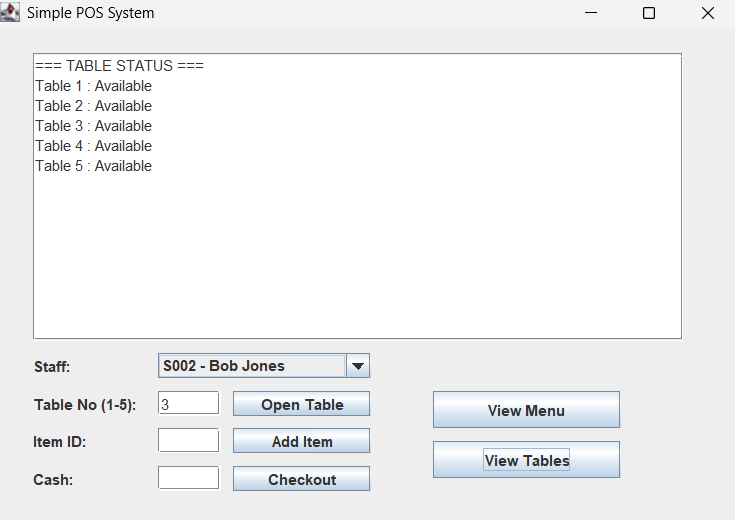 Simple POS System
=== TABLE STATUS ===
Table 1 : Available
Table 2 : Available
Table 3 : Available
Table 4 : Available
Table 5 : Available
Staff: S002 - Bob Jones
Table No (1-5): 3 Open Table View Menu
Item ID: Add Item
View Tables
Cash: Checkout